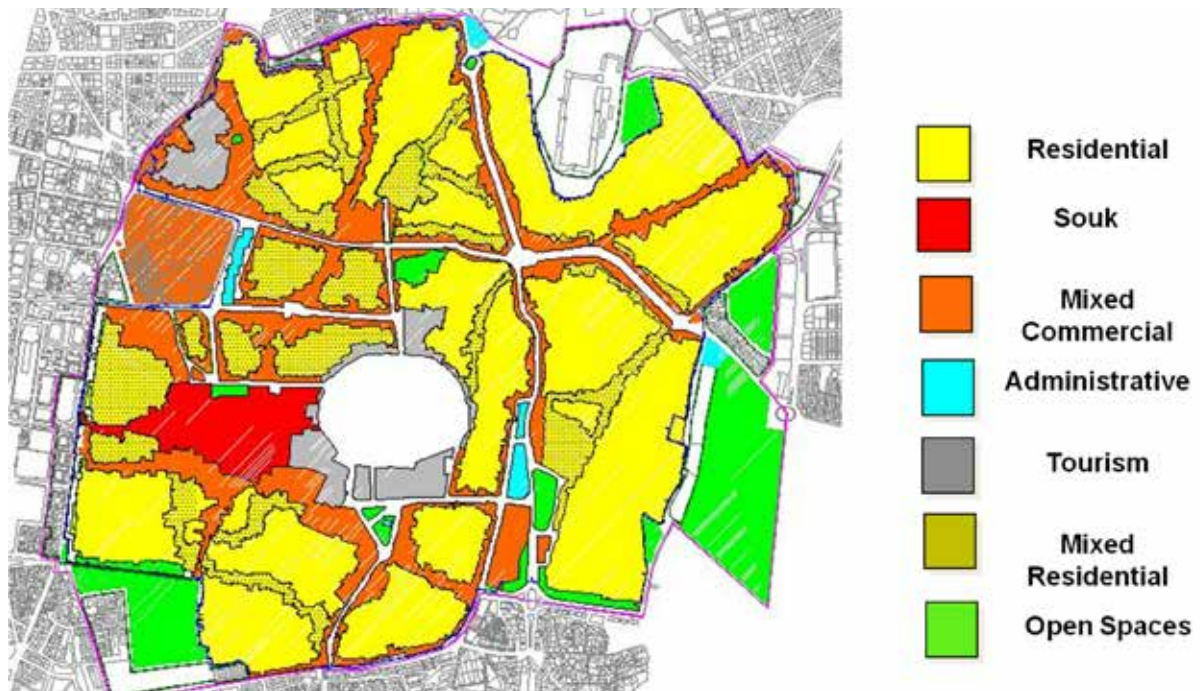 Residential
Souk
Mixed
Commercial
Administrative
Tourism
Mixed
Residential
Open Spaces